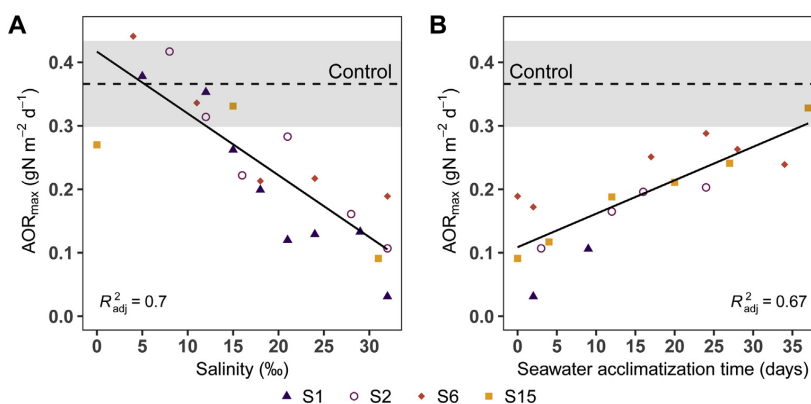 A
AORmax (gN m−2 d−1)
0.4
0.3
0.2
0.1
0.0
Control
R2adj = 0.7
0 5 10 15 20 25 30
Salinity (‰)
B
AORmax (gN m−2 d−1)
0.4
0.3
0.2
0.1
0.0
Control
R2adj = 0.67
0 5 10 15 20 25 30 35
Seawater acclimatization time (days)
S1 S2 S6 S15